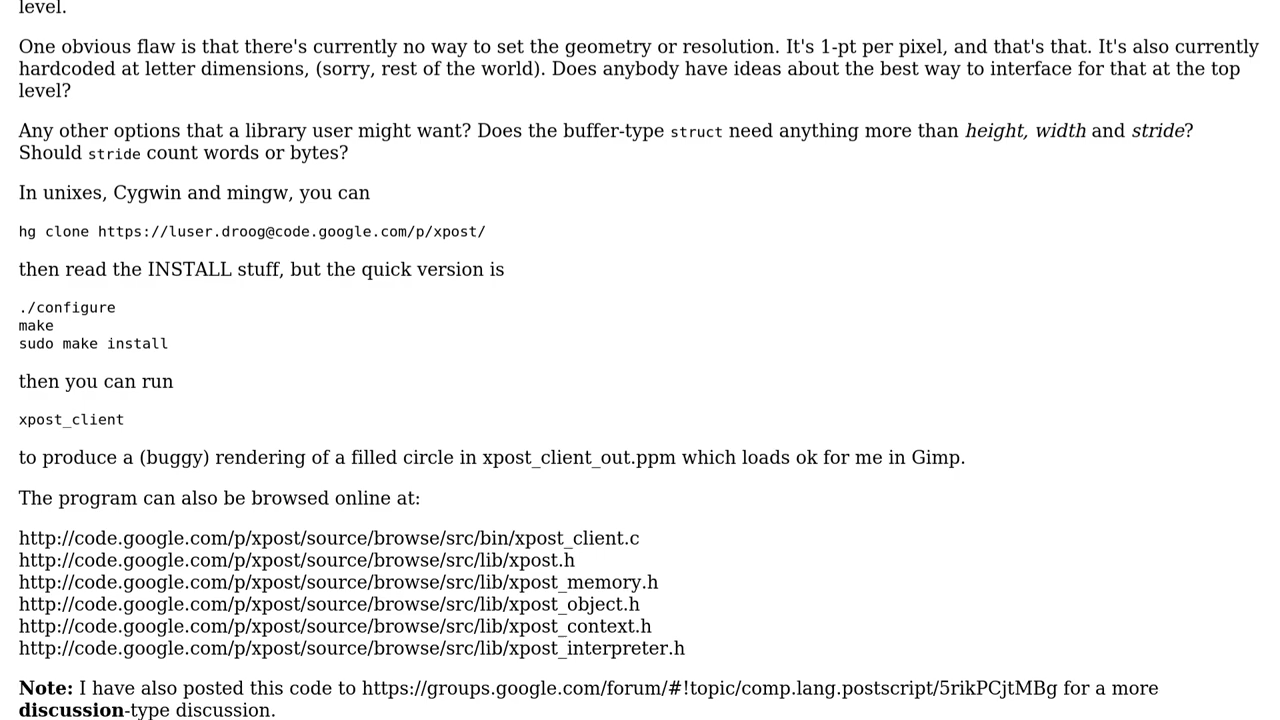 level.
One obvious flaw is that there's currently no way to set the geometry or resolution. It's 1-pt per pixel, and that's that. It's also currently
hardcoded at letter dimensions, (sorry, rest of the world). Does anybody have ideas about the best way to interface for that at the top
level?
Any other options that a library user might want? Does the buffer-type struct need anything more than height, width and stride?
Should stride count words or bytes?
In unixes, Cygwin and mingw, you can
hg clone https://luser.droog@code.google.com/p/xpost/
then read the INSTALL stuff, but the quick version is
./configure
make
sudo make install
then you can run
xpost_client
to produce a (buggy) rendering of a filled circle in xpost_client_out.ppm which loads ok for me in Gimp.
The program can also be browsed online at:
http://code.google.com/p/xpost/source/browse/src/bin/xpost_client.c
http://code.google.com/p/xpost/source/browse/src/lib/xpost.h
http://code.google.com/p/xpost/source/browse/src/lib/xpost_memory.h
http://code.google.com/p/xpost/source/browse/src/lib/xpost_object.h
http://code.google.com/p/xpost/source/browse/src/lib/xpost_context.h
http://code.google.com/p/xpost/source/browse/src/lib/xpost_interpreter.h
Note: I have also posted this code to https://groups.google.com/forum/#!topic/comp.lang.postscript/5rikPCjtMBg for a more
discussion-type discussion.